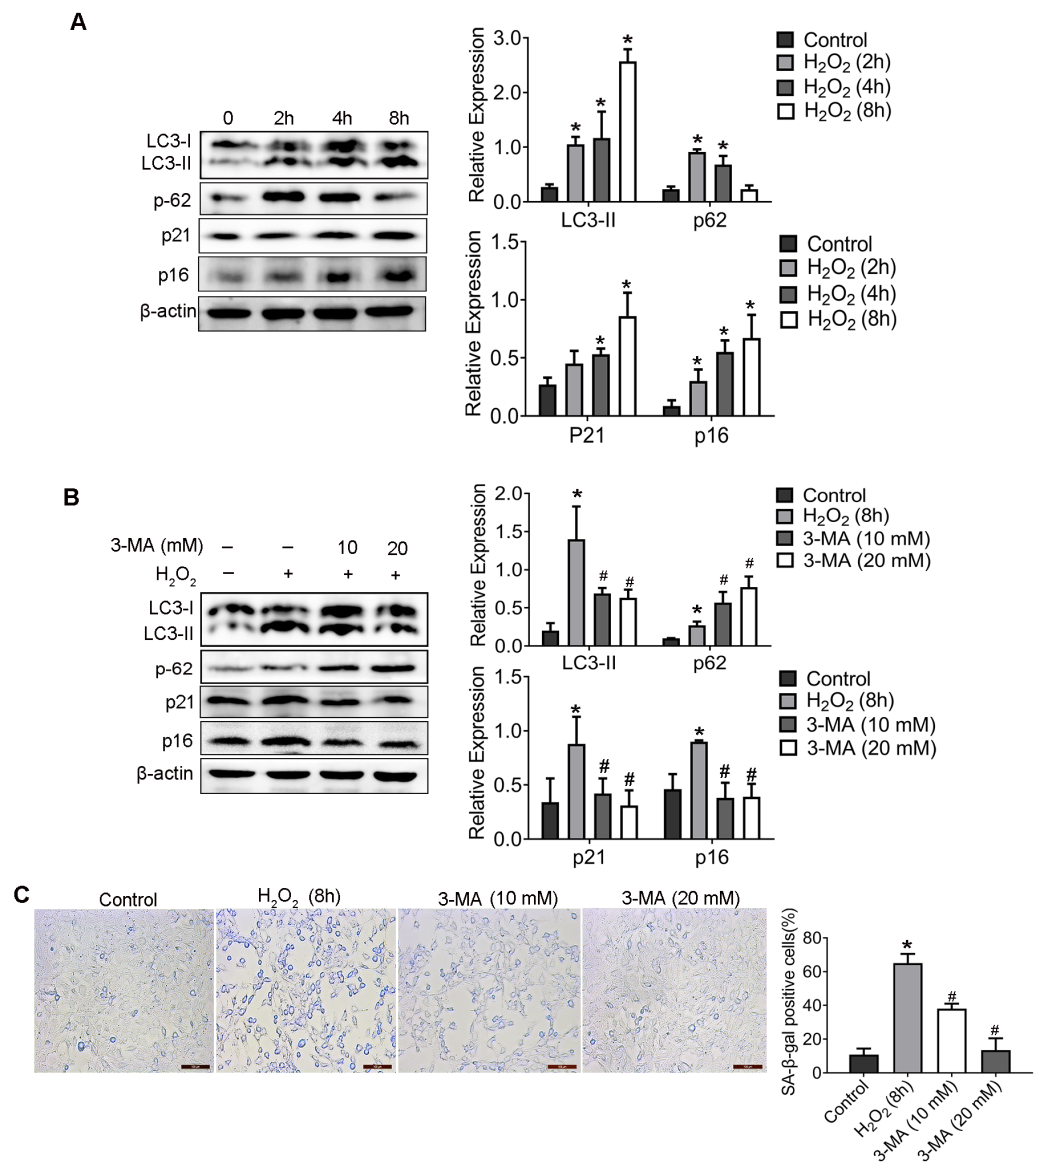 A
0 2h 4h 8h
LC3-I
LC3-II
p-62
p21
p16
β-actin
Relative Expression
3.0
2.0
1.0
0.0
* * * * *
LC3-II p62
Control
H₂O₂ (2h)
H₂O₂ (4h)
H₂O₂ (8h)
Relative Expression
1.5
1.0
0.5
0.0
* * * * *
P21 p16
Control
H₂O₂ (2h)
H₂O₂ (4h)
H₂O₂ (8h)
B
3-MA (mM) – – 10 20
H₂O₂ – + + +
LC3-I
LC3-II
p-62
p21
p16
β-actin
Relative Expression
2.0
1.5
1.0
0.5
0.0
* # # * # #
LC3-II p62
Control
H₂O₂ (8h)
3-MA (10 mM)
3-MA (20 mM)
Relative Expression
1.5
1.0
0.5
0.0
* # # * # #
p21 p16
Control
H₂O₂ (8h)
3-MA (10 mM)
3-MA (20 mM)
C
Control H₂O₂ (8h) 3-MA (10 mM) 3-MA (20 mM)
SA-β-gal positive cells(%)
80
60
40
20
0
* # #
Control
H₂O₂ (8h)
3-MA (10 mM)
3-MA (20 mM)